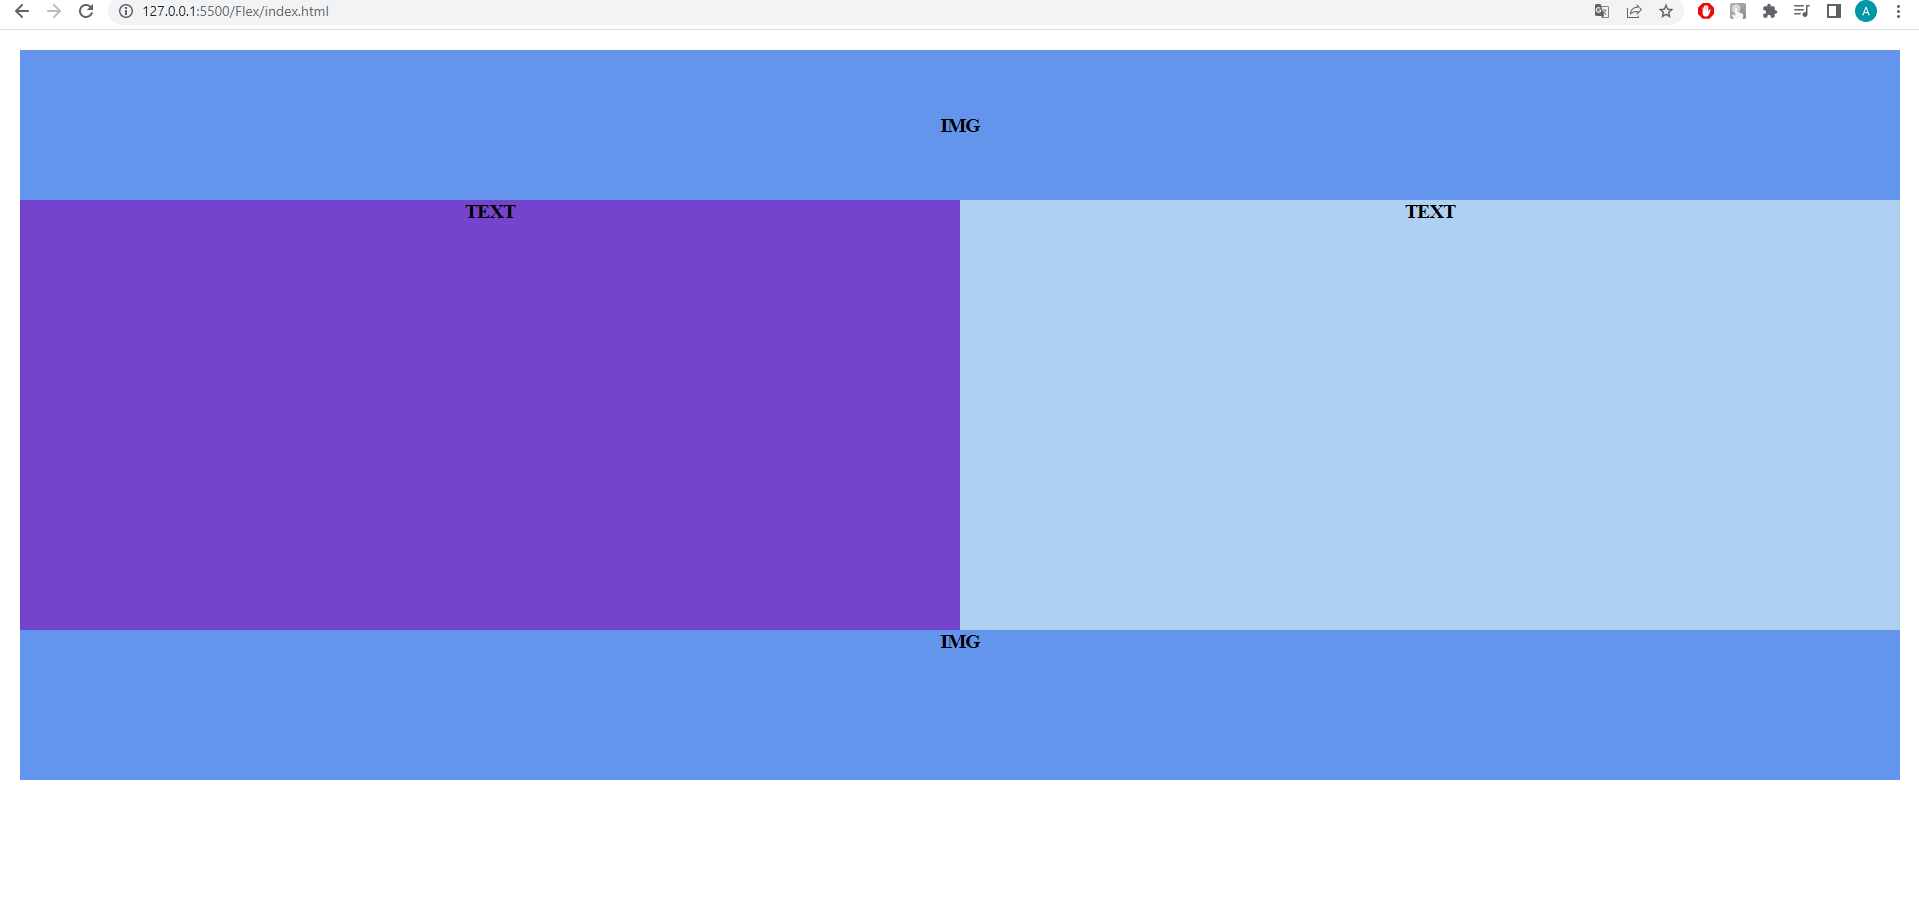 127.0.0.1:5500/Flex/index.html
A
IMG
TEXT
TEXT
IMG